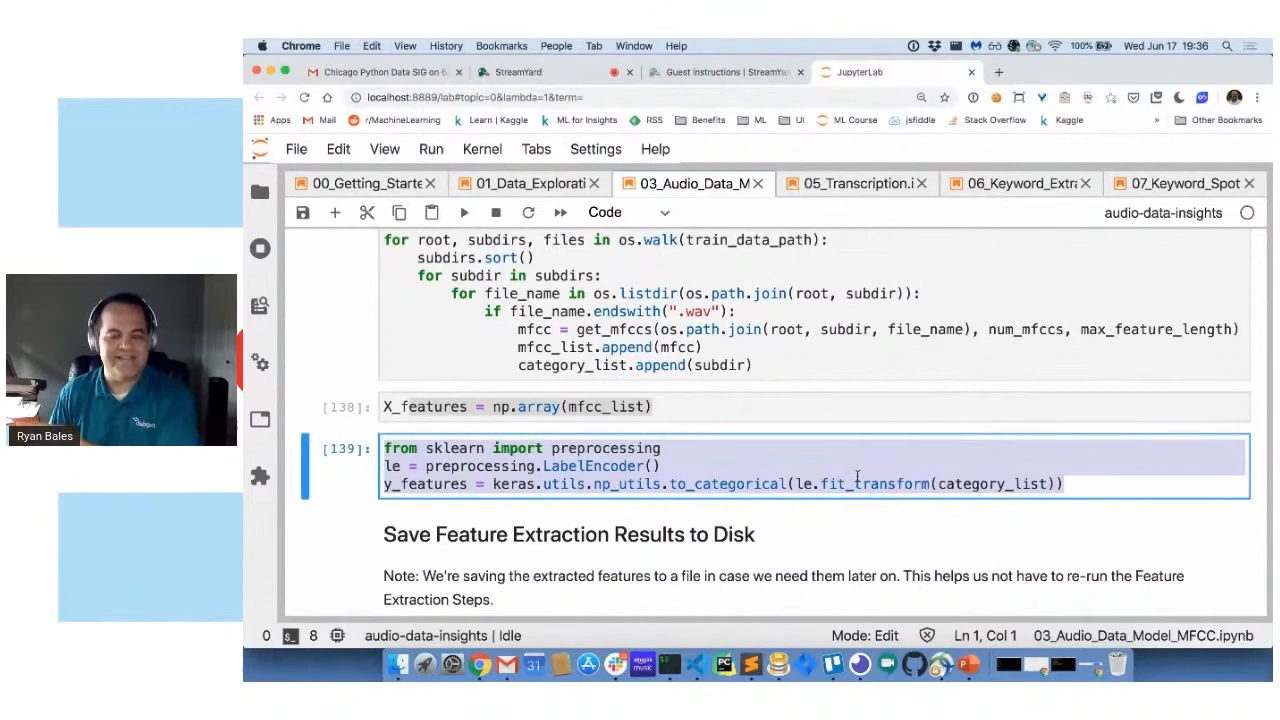 Chrome File Edit View History Bookmarks People Tab Window Help 100% Wed Jun 17 19:36
Chicago Python Data SIG on 6 StreamYard Guest instructions | StreamYar JupyterLab
localhost:8889/lab#topic=0&lambda=1&term=
Apps Mail r/MachineLearning Learn | Kaggle ML for Insights RSS Benefits ML UI ML Course jsfiddle Stack Overflow Kaggle » Other Bookmarks
File Edit View Run Kernel Tabs Settings Help
00_Getting_Starte 01_Data_Explorati 03_Audio_Data_M 05_Transcription.i 06_Keyword_Extra 07_Keyword_Spot
Code audio-data-insights
for root, subdirs, files in os.walk(train_data_path):
subdirs.sort()
for subdir in subdirs:
for file_name in os.listdir(os.path.join(root, subdir)):
if file_name.endswith(".wav"):
mfcc = get_mfccs(os.path.join(root, subdir, file_name), num_mfccs, max_feature_length)
mfcc_list.append(mfcc)
category_list.append(subdir)
[138]: X_features = np.array(mfcc_list)
[139]: from sklearn import preprocessing
le = preprocessing.LabelEncoder()
y_features = keras.utils.np_utils.to_categorical(le.fit_transform(category_list))
Save Feature Extraction Results to Disk
Note: We're saving the extracted features to a file in case we need them later on. This helps us not have to re-run the Feature
Extraction Steps.
0 8 audio-data-insights | Idle Mode: Edit Ln 1, Col 1 03_Audio_Data_Model_MFCC.ipynb
Ryan Bales